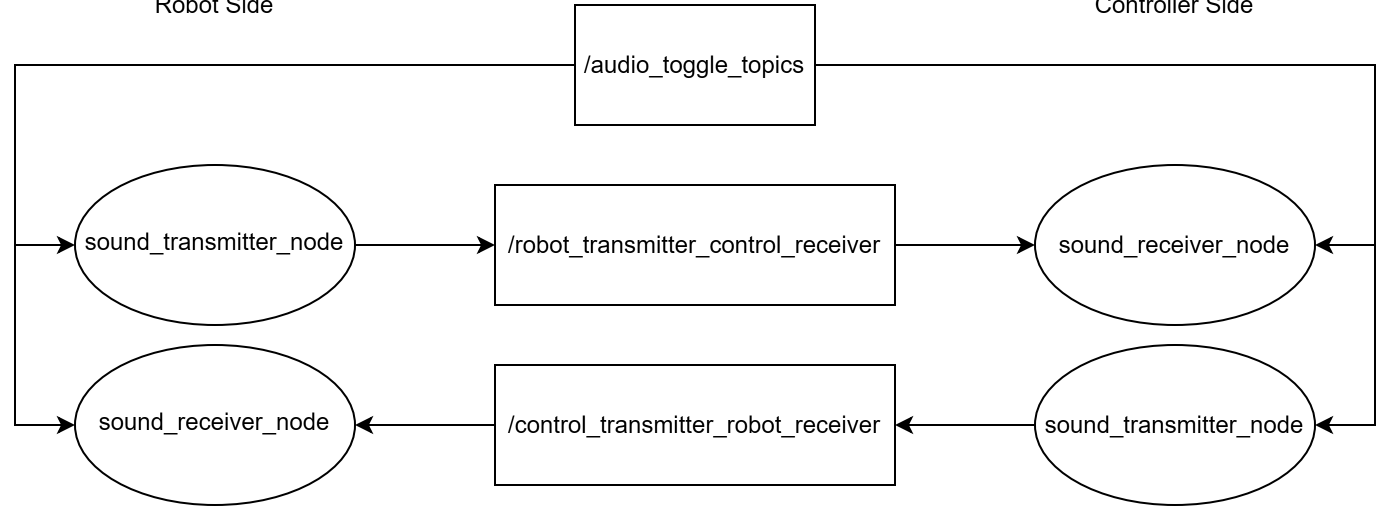 Robot Side
Controller Side
/audio_toggle_topics
sound_transmitter_node
/robot_transmitter_control_receiver
sound_receiver_node
sound_receiver_node
/control_transmitter_robot_receiver
sound_transmitter_node